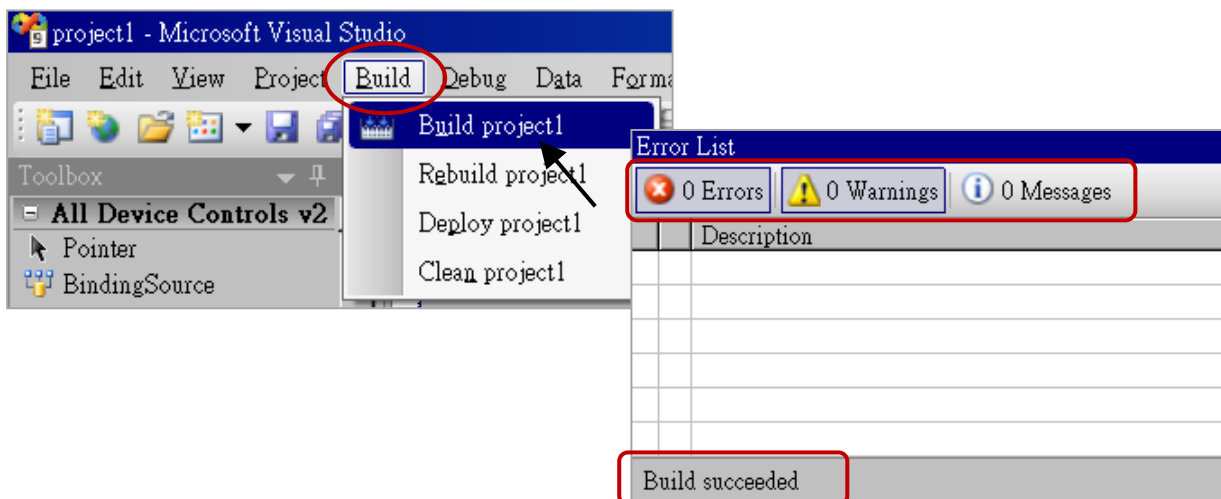 project1 - Microsoft Visual Studio
File Edit View Project Build Debug Data Forma
Build project1
Rebuild project1
Deploy project1
Clean project1
Toolbox
All Device Controls v2
Pointer
BindingSource
Error List
0 Errors 0 Warnings 0 Messages
Description
Build succeeded